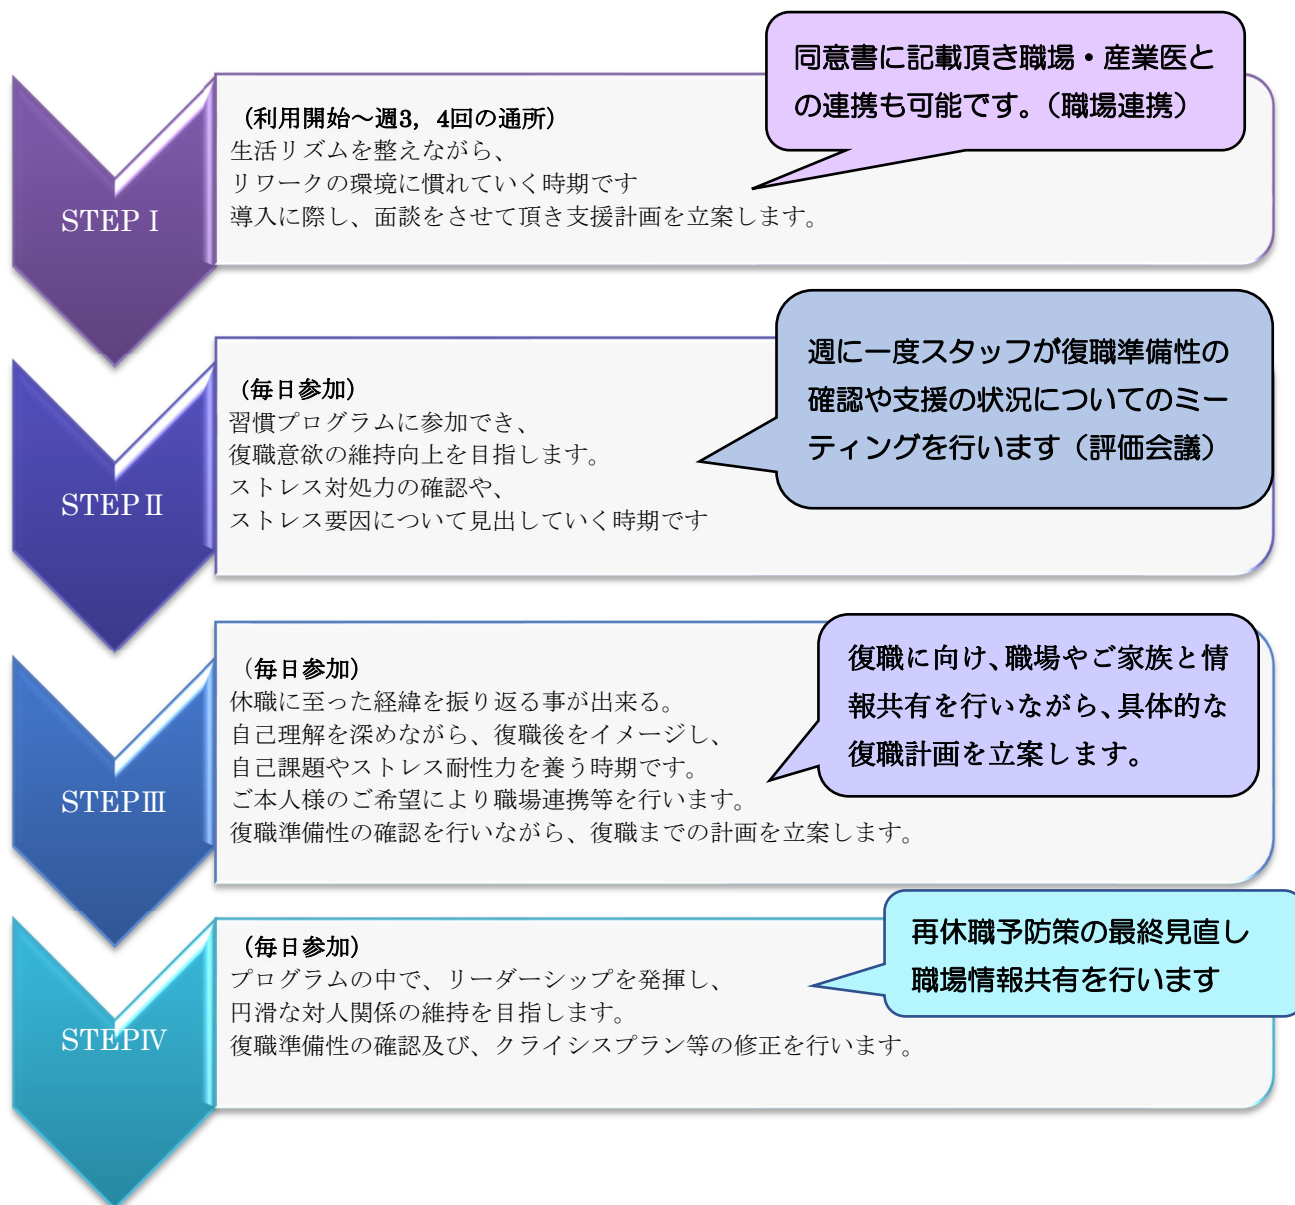 同意書に記載頂き職場・産業医と
の連携も可能です。（職場連携）
STEP Ⅰ
（利用開始～週3，4回の通所）
生活リズムを整えながら、
リワークの環境に慣れていく時期です
導入に際し、面談をさせて頂き支援計画を立案します。
週に一度スタッフが復職準備性の
確認や支援の状況についてのミー
ティングを行います（評価会議）
STEPⅡ
（毎日参加）
習慣プログラムに参加でき、
復職意欲の維持向上を目指します。
ストレス対処力の確認や、
ストレス要因について見出していく時期です
復職に向け、職場やご家族と情
報共有を行いながら、具体的な
復職計画を立案します。
STEPⅢ
（毎日参加）
休職に至った経緯を振り返る事が出来る。
自己理解を深めながら、復職後をイメージし、
自己課題やストレス耐性力を養う時期です。
ご本人様のご希望により職場連携等を行います。
復職準備性の確認を行いながら、復職までの計画を立案します。
再休職予防策の最終見直し
職場情報共有を行います
STEPⅣ
（毎日参加）
プログラムの中で、リーダーシップを発揮し、
円滑な対人関係の維持を目指します。
復職準備性の確認及び、クライシスプラン等の修正を行います。